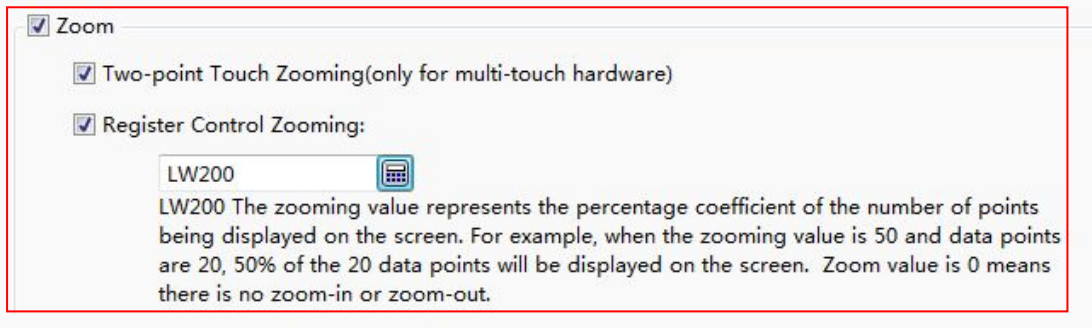 Zoom
Two-point Touch Zooming(only for multi-touch hardware)
Register Control Zooming:
LW200
LW200 The zooming value represents the percentage coefficient of the number of points
being displayed on the screen. For example, when the zooming value is 50 and data points
are 20, 50% of the 20 data points will be displayed on the screen.  Zoom value is 0 means
there is no zoom-in or zoom-out.